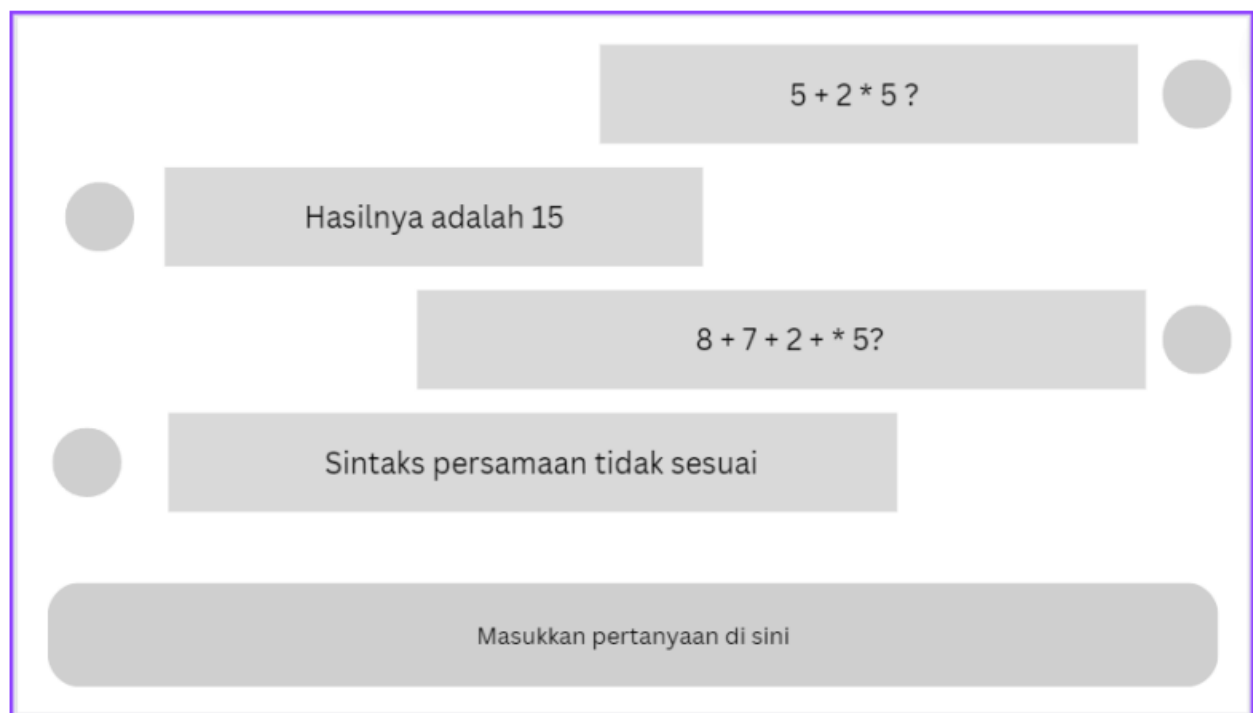 5 + 2 * 5 ?
Hasilnya adalah 15
8 + 7 + 2 + * 5?
Sintaks persamaan tidak sesuai
Masukkan pertanyaan di sini